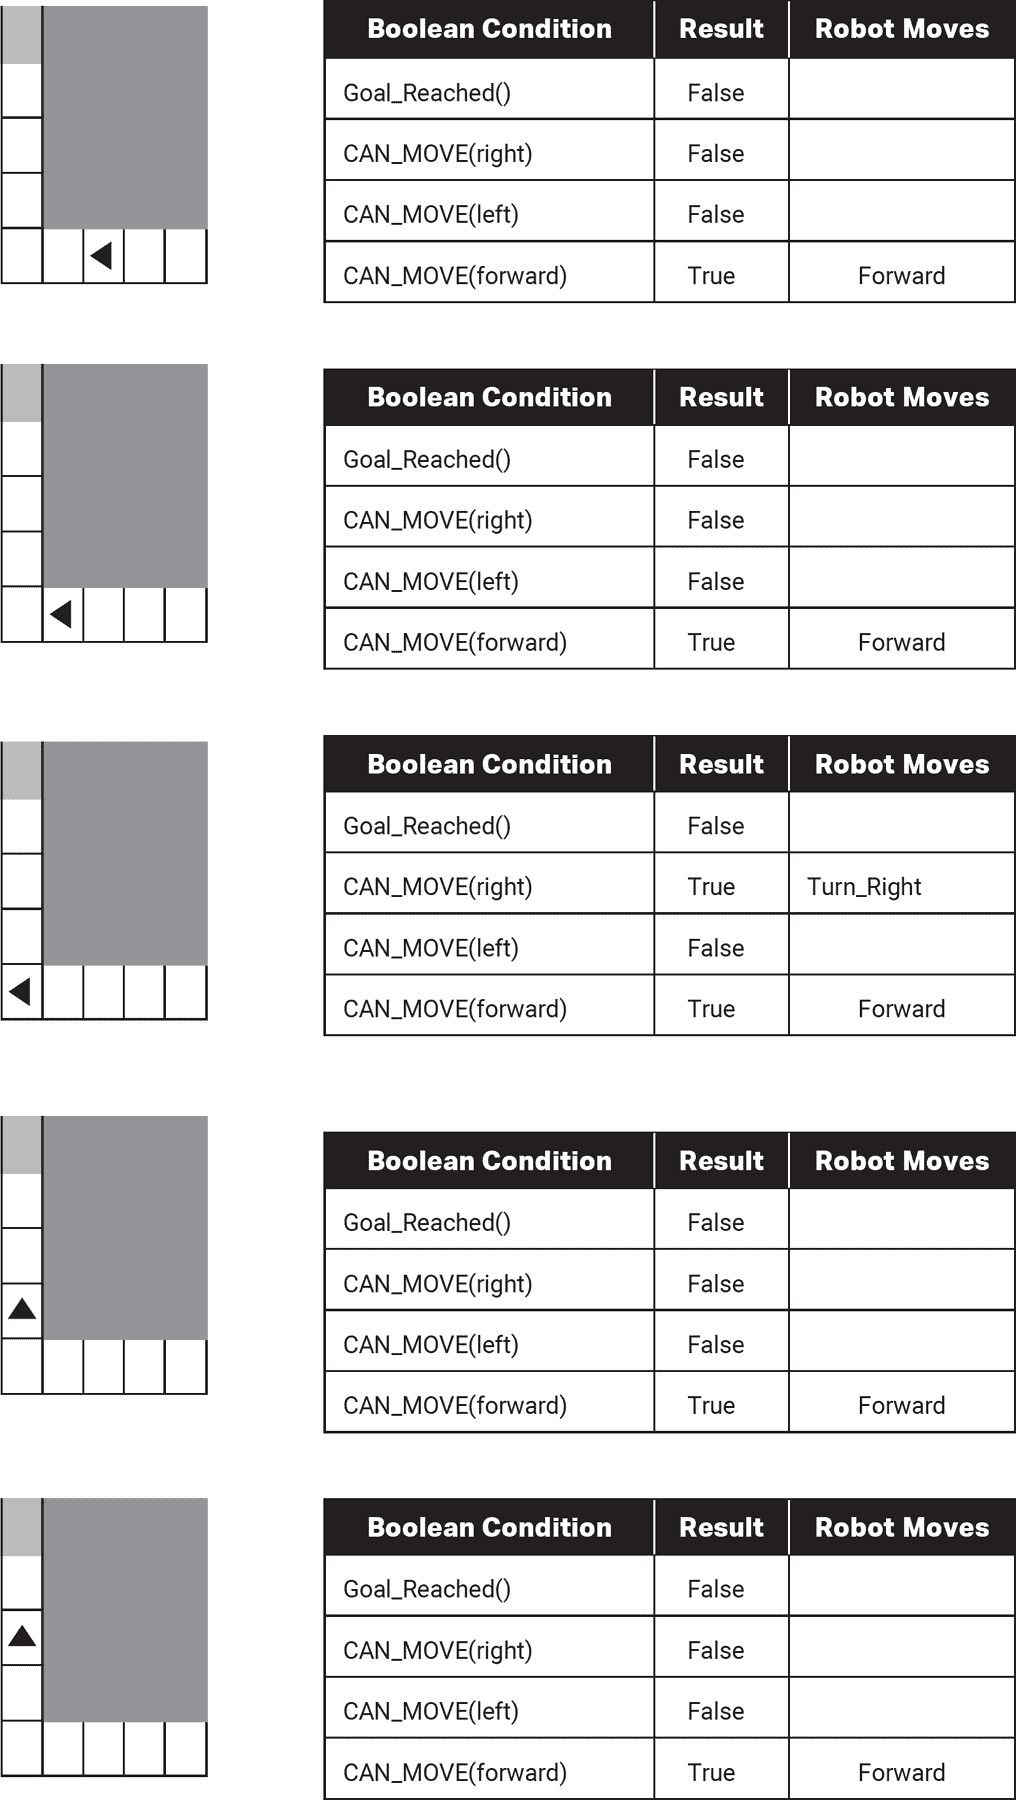 Boolean Condition Result Robot Moves
Goal_Reached() False
CAN_MOVE(right) False
CAN_MOVE(left) False
CAN_MOVE(forward) True Forward
Boolean Condition Result Robot Moves
Goal_Reached() False
CAN_MOVE(right) False
CAN_MOVE(left) False
CAN_MOVE(forward) True Forward
Boolean Condition Result Robot Moves
Goal_Reached() False
CAN_MOVE(right) True Turn_Right
CAN_MOVE(left) False
CAN_MOVE(forward) True Forward
Boolean Condition Result Robot Moves
Goal_Reached() False
CAN_MOVE(right) False
CAN_MOVE(left) False
CAN_MOVE(forward) True Forward
Boolean Condition Result Robot Moves
Goal_Reached() False
CAN_MOVE(right) False
CAN_MOVE(left) False
CAN_MOVE(forward) True Forward